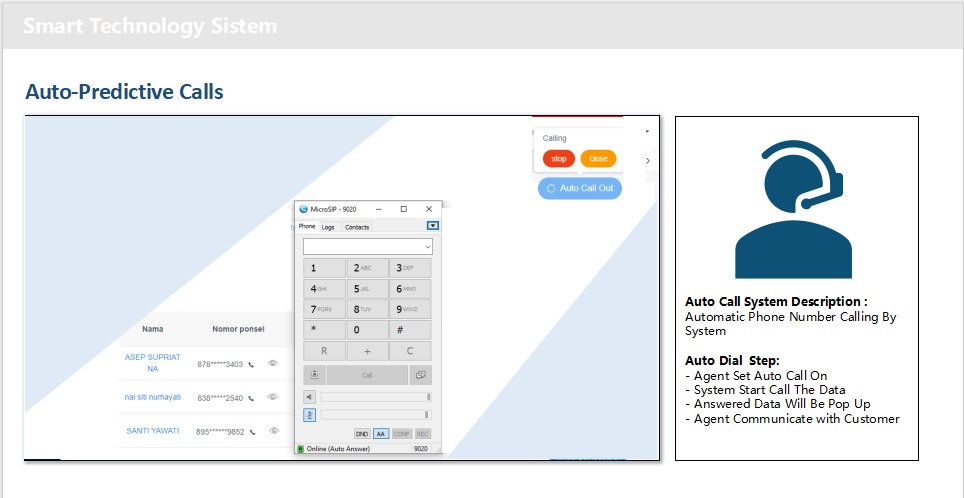 Smart Technology Sistem
Auto-Predictive Calls
Calling
stop
close
Auto Call Out
MicroSIP - 9020
Phone
Logs
Contacts
1
2 ABC
3 DEF
4 GHI
5 JKL
6 MNO
7 PQRS
8 TUV
9 WXYZ
*
0
#
R
+
C
Call
DND
AA
CONF
REC
Online (Auto Answer)
9020
Nama
Nomor ponsel
ASEP SUPRIAT
NA
878*****3403
nai siti nurhayati
838*****2540
SANTI YAWATI
895******9852
Auto Call System Description :
Automatic Phone Number Calling By
System
Auto Dial Step:
- Agent Set Auto Call On
- System Start Call The Data
- Answered Data Will Be Pop Up
- Agent Communicate with Customer